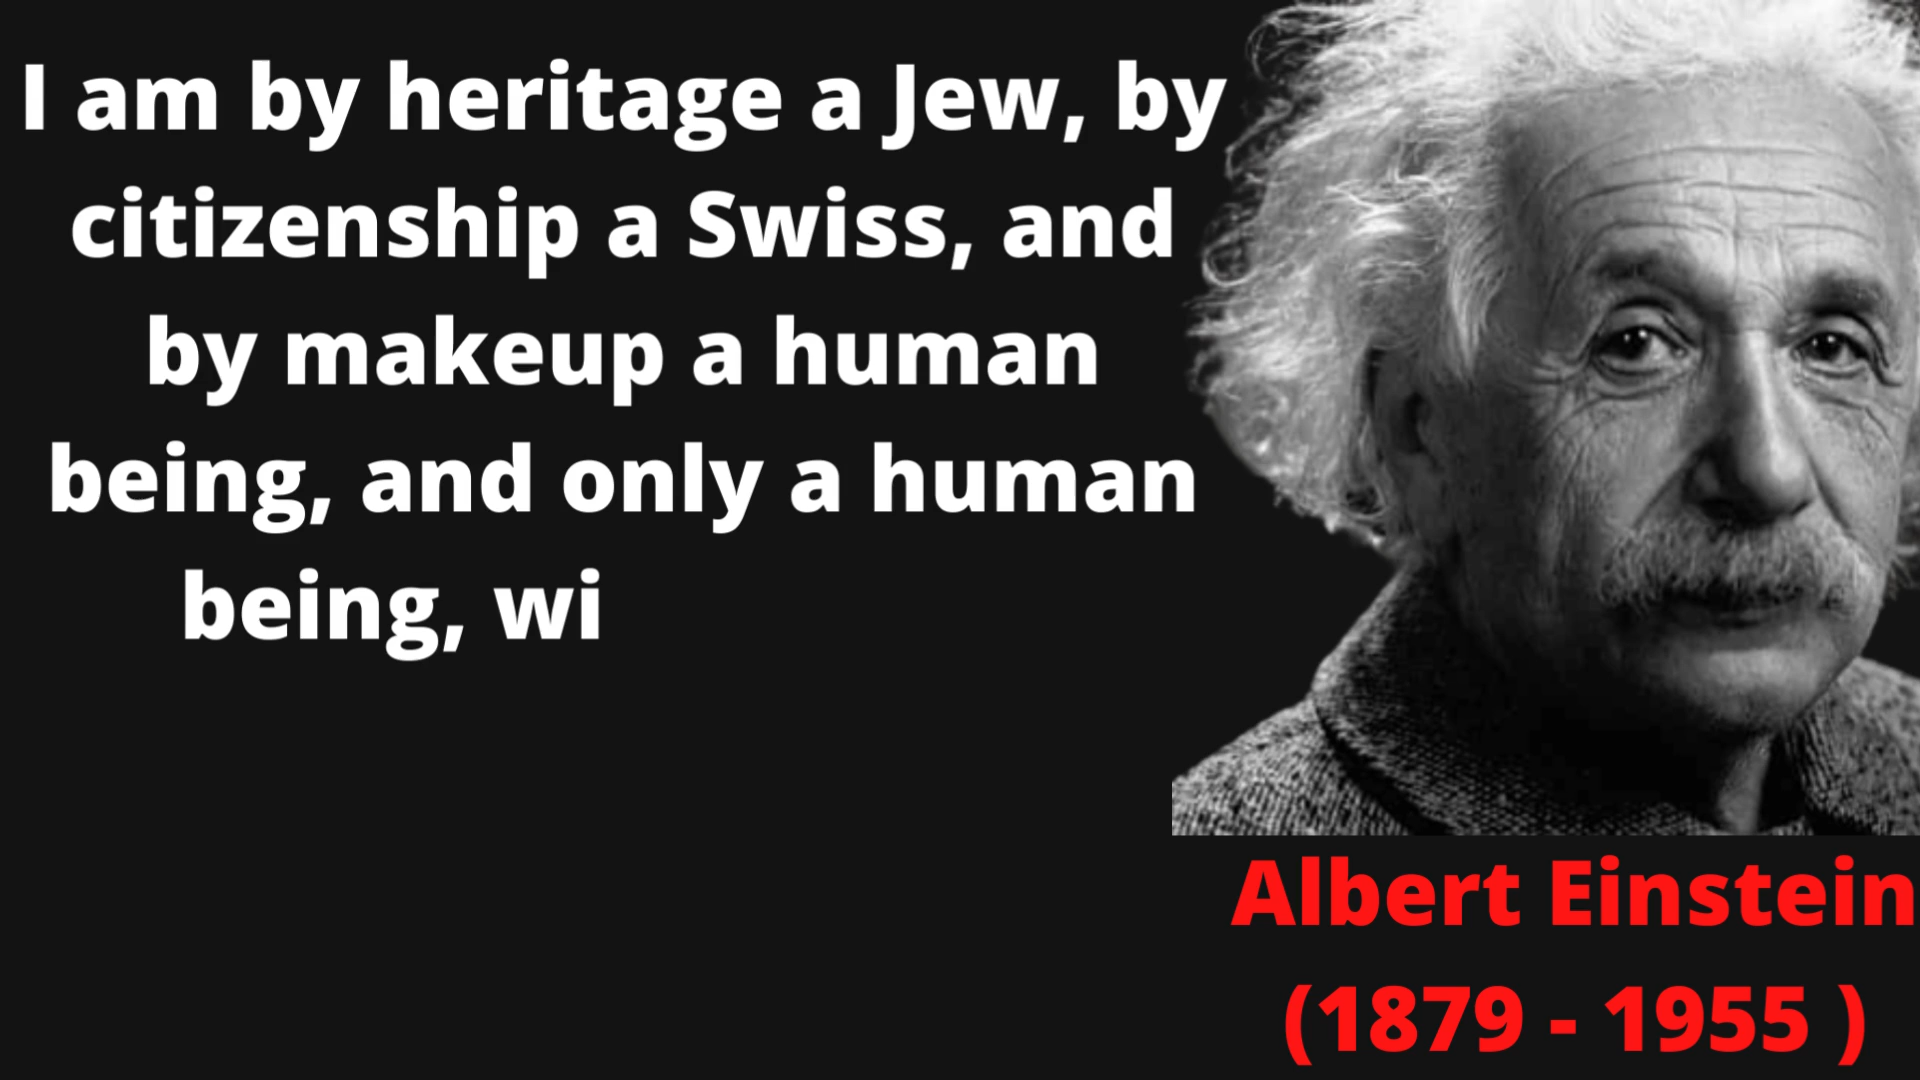 I am by heritage a Jew, by
citizenship a Swiss, and
by makeup a human
being, and only a human
being, wi
Albert Einstein
(1879 - 1955 )